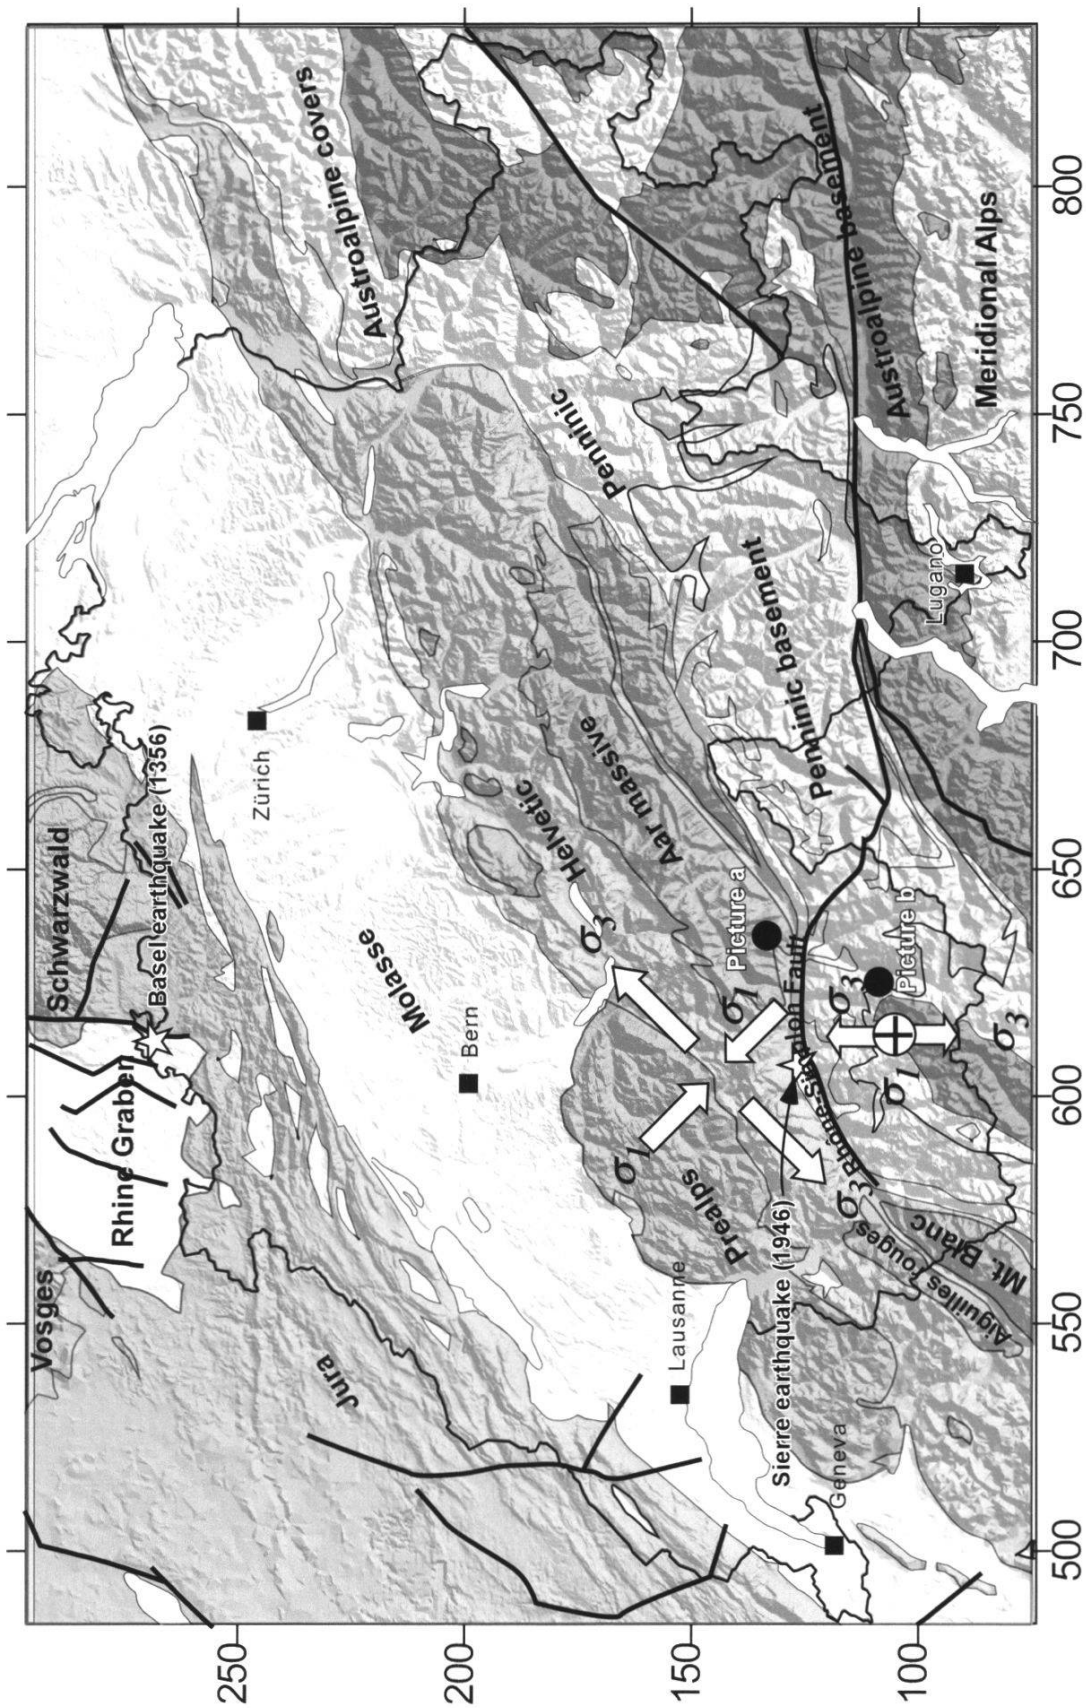 Vosges
Rhine Graben
Schwarzwald
Basel earthquake (1356)
Jura
Zürich
Molasse
Bern
Lausanne
Geneva
Prealps
Helvetic
Aar massive
Penninic
Penninic basement
Austroalpine covers
Austroalpine basement
Meridional Alps
Lugano
Picture a
Picture b
Rhône-Simplon Fault
Sierre earthquake (1946)
Aiguilles rouges
Mt. Blanc
σ1
σ3
σ1
σ3
σ3
σ1
σ3
250
200
150
100
500
550
600
650
700
750
800